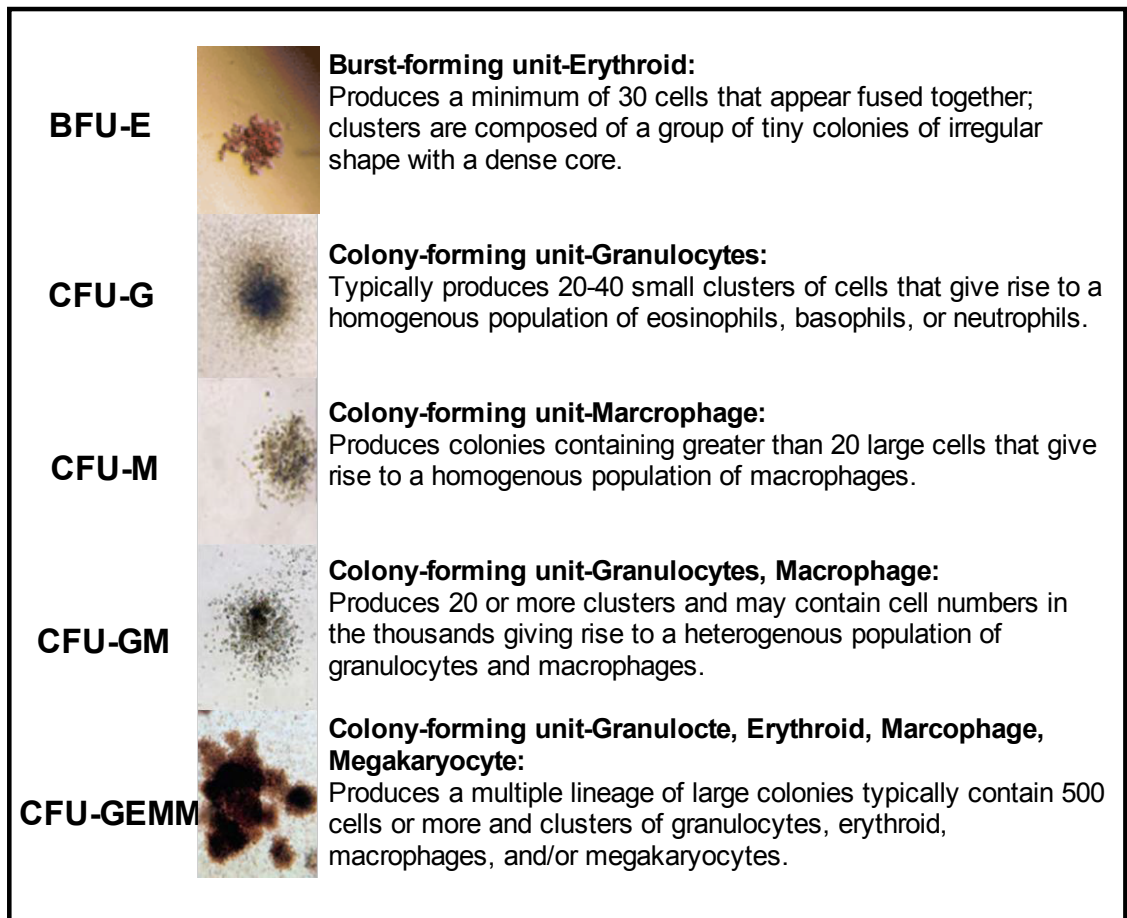 BFU-E
Burst-forming unit-Erythroid:
Produces a minimum of 30 cells that appear fused together;
clusters are composed of a group of tiny colonies of irregular
shape with a dense core.
CFU-G
Colony-forming unit-Granulocytes:
Typically produces 20-40 small clusters of cells that give rise to a
homogenous population of eosinophils, basophils, or neutrophils.
CFU-M
Colony-forming unit-Marcrophage:
Produces colonies containing greater than 20 large cells that give
rise to a homogenous population of macrophages.
CFU-GM
Colony-forming unit-Granulocytes, Macrophage:
Produces 20 or more clusters and may contain cell numbers in
the thousands giving rise to a heterogenous population of
granulocytes and macrophages.
CFU-GEMM
Colony-forming unit-Granulocte, Erythroid, Marcophage,
Megakaryocyte:
Produces a multiple lineage of large colonies typically contain 500
cells or more and clusters of granulocytes, erythroid,
macrophages, and/or megakaryocytes.